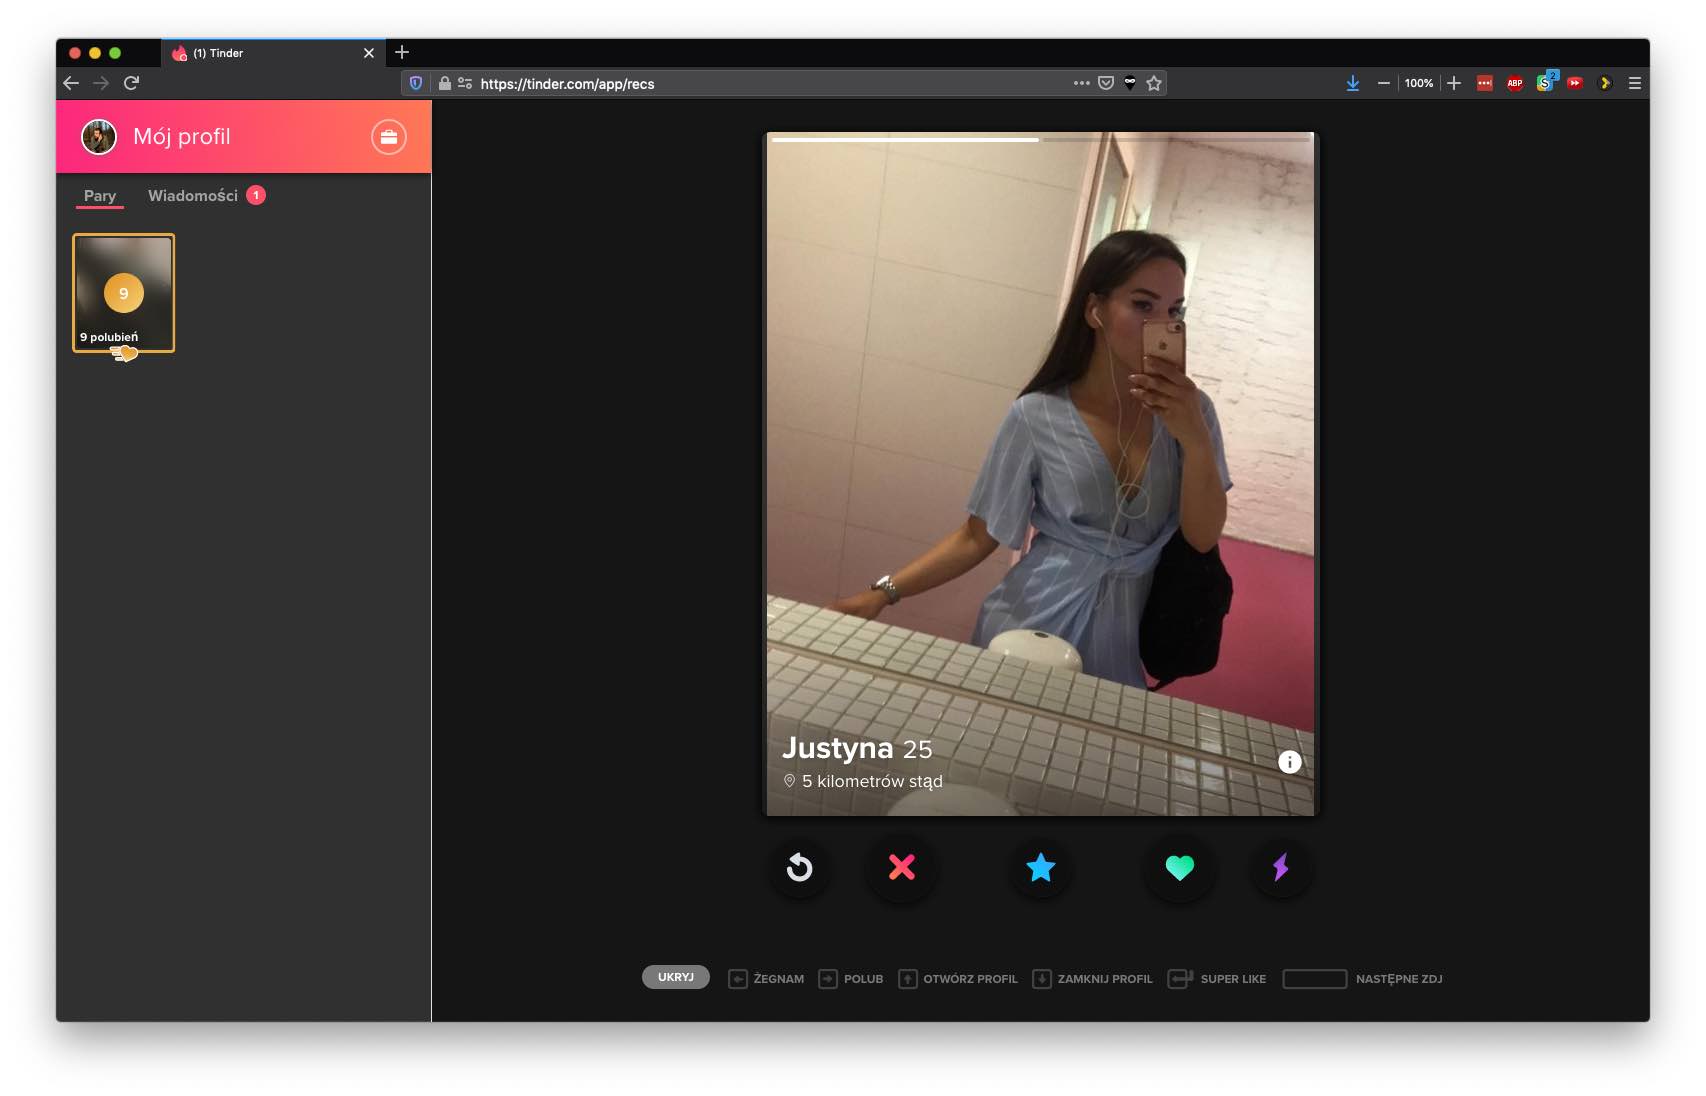 (1) Tinder
https://tinder.com/app/recs
100%
ABP
S
2
Mój profil
Pary
Wiadomości 1
9
9 polubień
Justyna 25
5 kilometrów stąd
UKRYJ
ŻEGNAM
POLUB
OTWÓRZ PROFIL
ZAMKNIJ PROFIL
SUPER LIKE
NASTĘPNE ZDJ